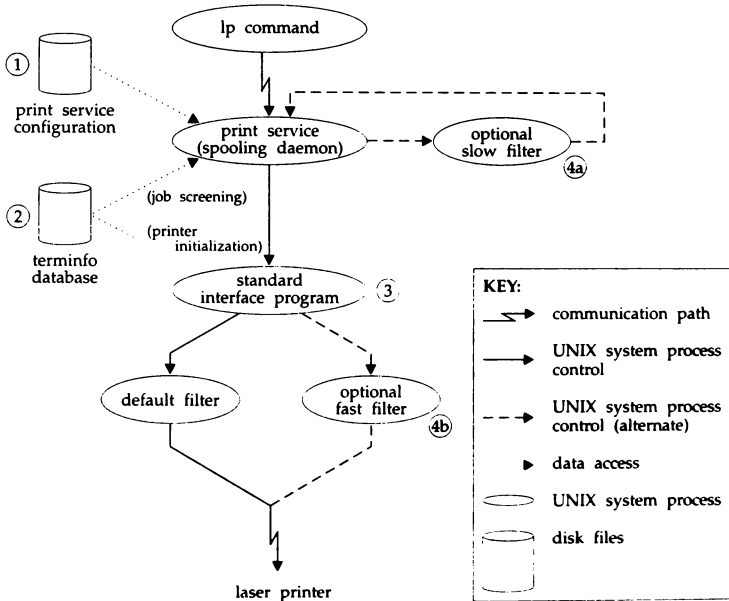 lp command
1
print service
configuration
print service
(spooling daemon)
optional
slow filter
4a
2
terminfo
database
(job screening)
(printer
initialization)
standard
interface program
3
default filter
optional
fast filter
4b
laser printer
KEY:
communication path
UNIX system process
control
UNIX system process
control (alternate)
data access
UNIX system process
disk files